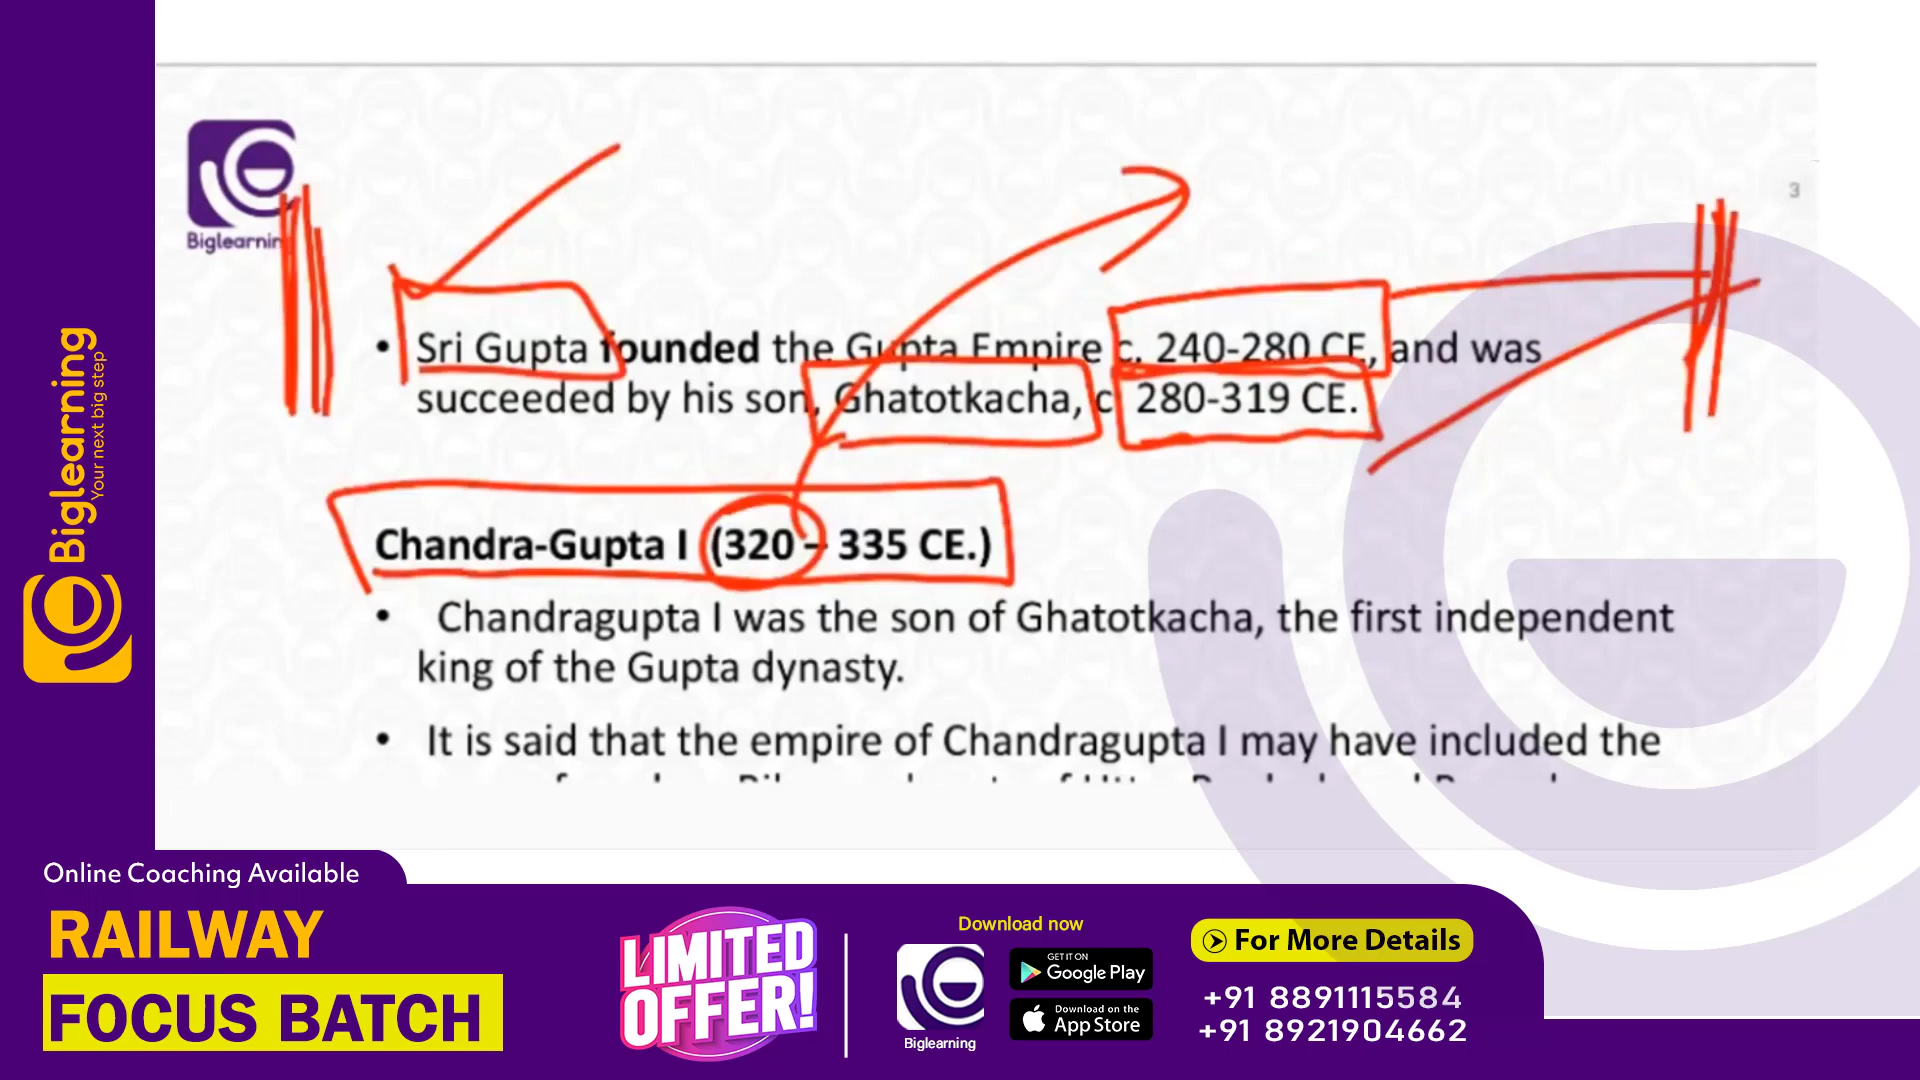 Biglearning
3
• Sri Gupta founded the Gupta Empire c. 240-280 CE, and was
succeeded by his son, Ghatotkacha, c 280-319 CE.
Chandra-Gupta I (320 – 335 CE.)
• Chandragupta I was the son of Ghatotkacha, the first independent
king of the Gupta dynasty.
• It is said that the empire of Chandragupta I may have included the
Biglearning
Your next big step
Online Coaching Available
RAILWAY
FOCUS BATCH
LIMITED
OFFER!
Download now
Biglearning
GET IT ON
Google Play
Download on the
App Store
For More Details
+91 8891115584
+91 8921904662